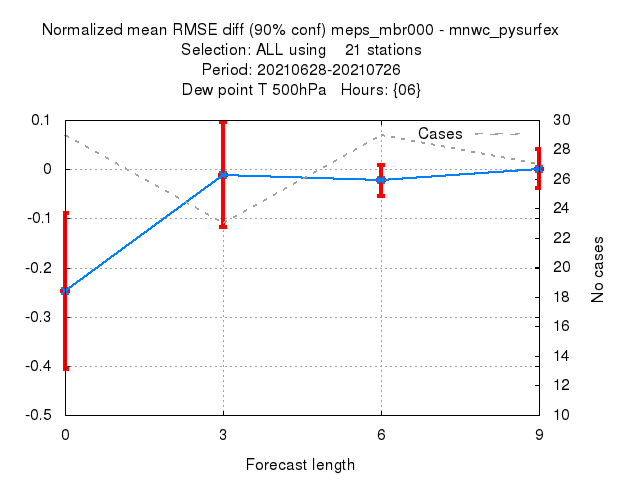 Normalized mean RMSE diff (90% conf) meps_mbr000 - mnwc_pysurfex
Selection: ALL using    21 stations
Period: 20210628-20210726
Dew point T 500hPa   Hours: {06}
Cases
0.1
0
-0.1
-0.2
-0.3
-0.4
-0.5
30
28
26
24
22
20
18
16
14
12
10
No cases
0 3 6 9
Forecast length